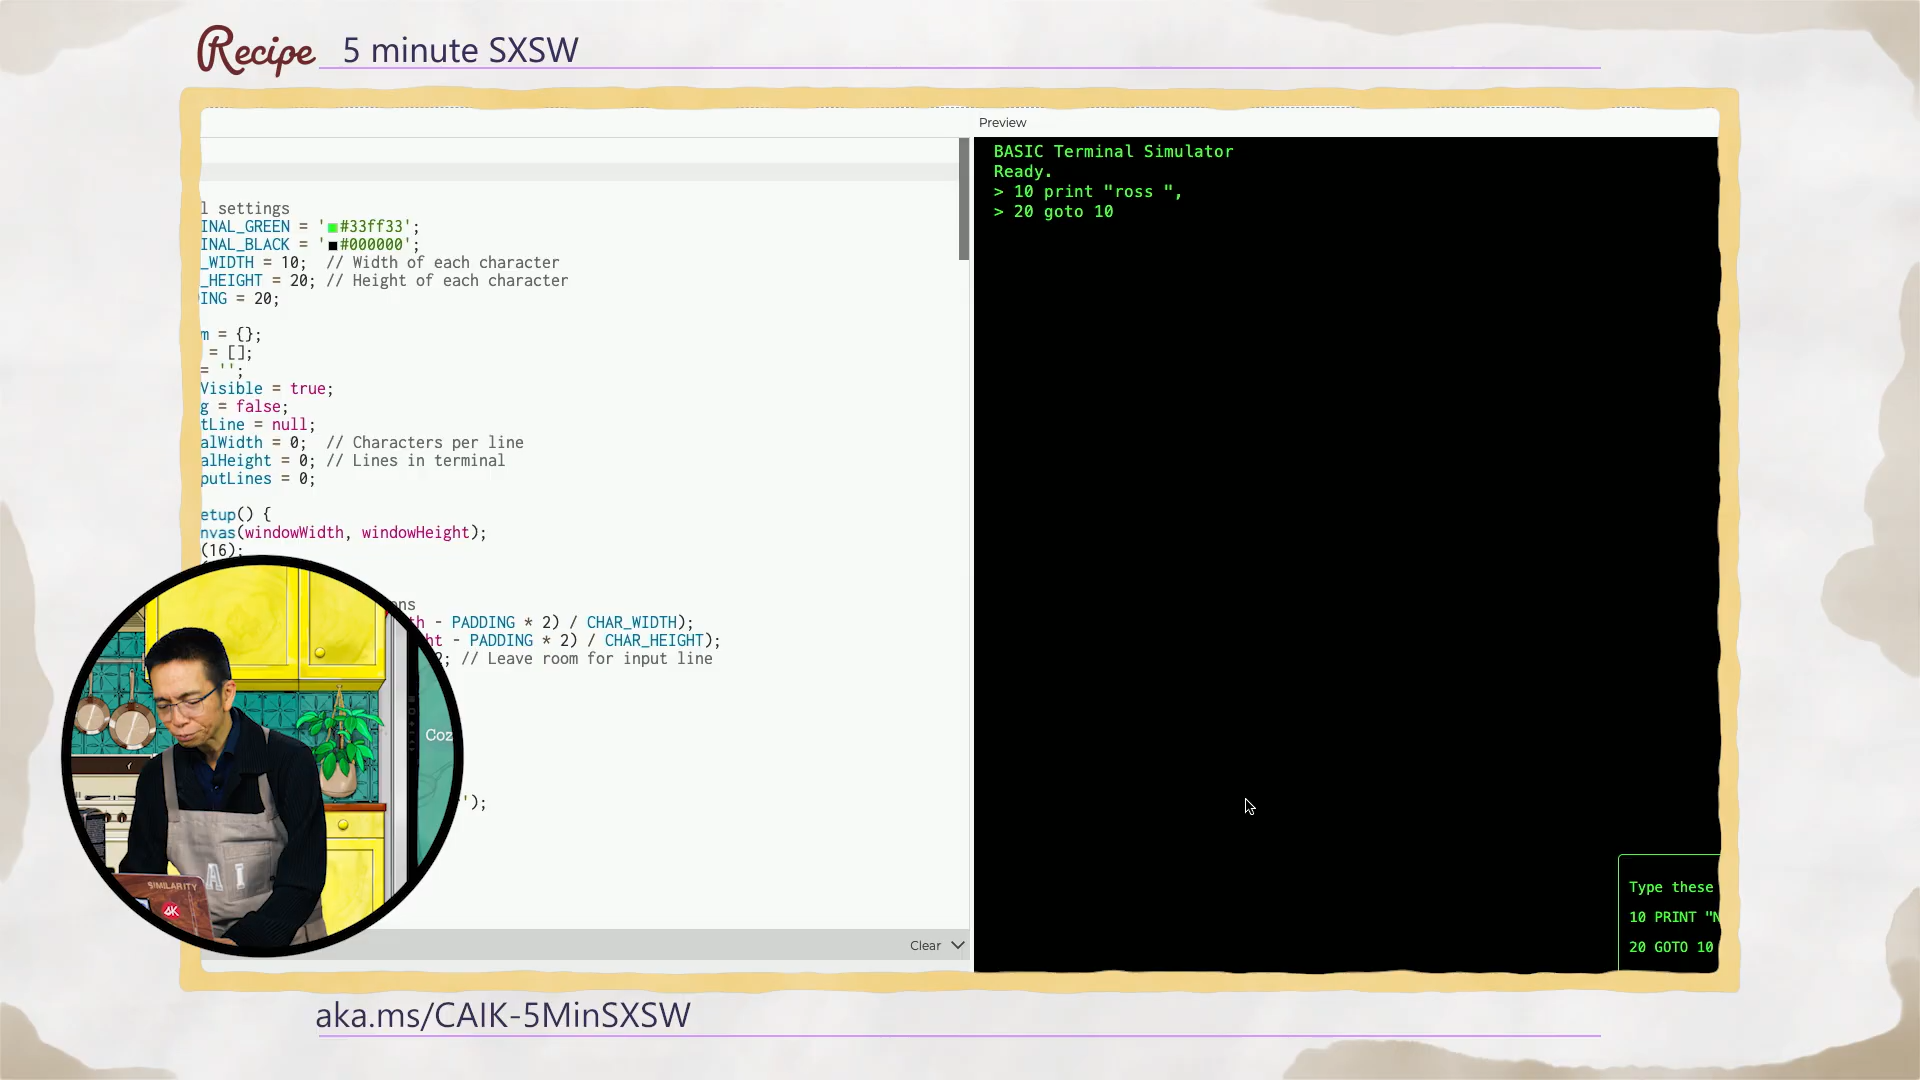 Recipe 5 minute SXSW
l settings
INAL_GREEN = '#33ff33';
INAL_BLACK = '#000000';
_WIDTH = 10;  // Width of each character
_HEIGHT = 20; // Height of each character
ING = 20;
m = {};
= [];
= '';
Visible = true;
g = false;
tLine = null;
alWidth = 0;  // Characters per line
alHeight = 0; // Lines in terminal
putLines = 0;
etup() {
nvas(windowWidth, windowHeight);
(16);
ons
th - PADDING * 2) / CHAR_WIDTH);
ht - PADDING * 2) / CHAR_HEIGHT);
2; // Leave room for input line
');
Clear
Preview
BASIC Terminal Simulator
Ready.
> 10 print "ross ",
> 20 goto 10
Type these
10 PRINT "N
20 GOTO 10
Coz
AI
SIMILARITY
aka.ms/CAIK-5MinSXSW